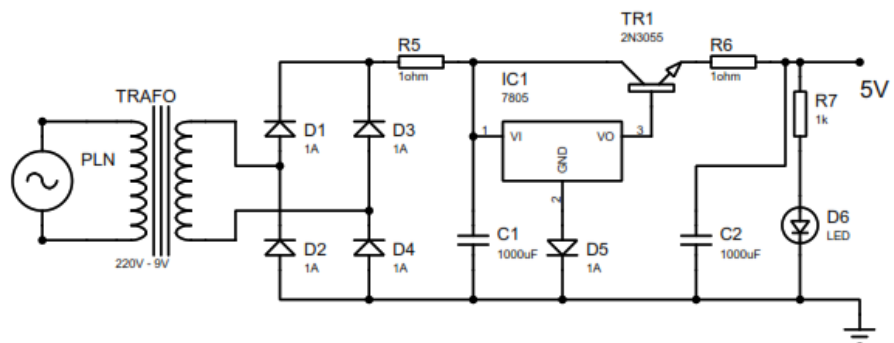 TRAFO
PLN
220V - 9V
D1
1A
D3
1A
D2
1A
D4
1A
R5
1ohm
IC1
7805
1
VI
VO
3
GND
2
C1
1000uF
D5
1A
TR1
2N3055
R6
1ohm
C2
1000uF
R7
1k
D6
LED
5V